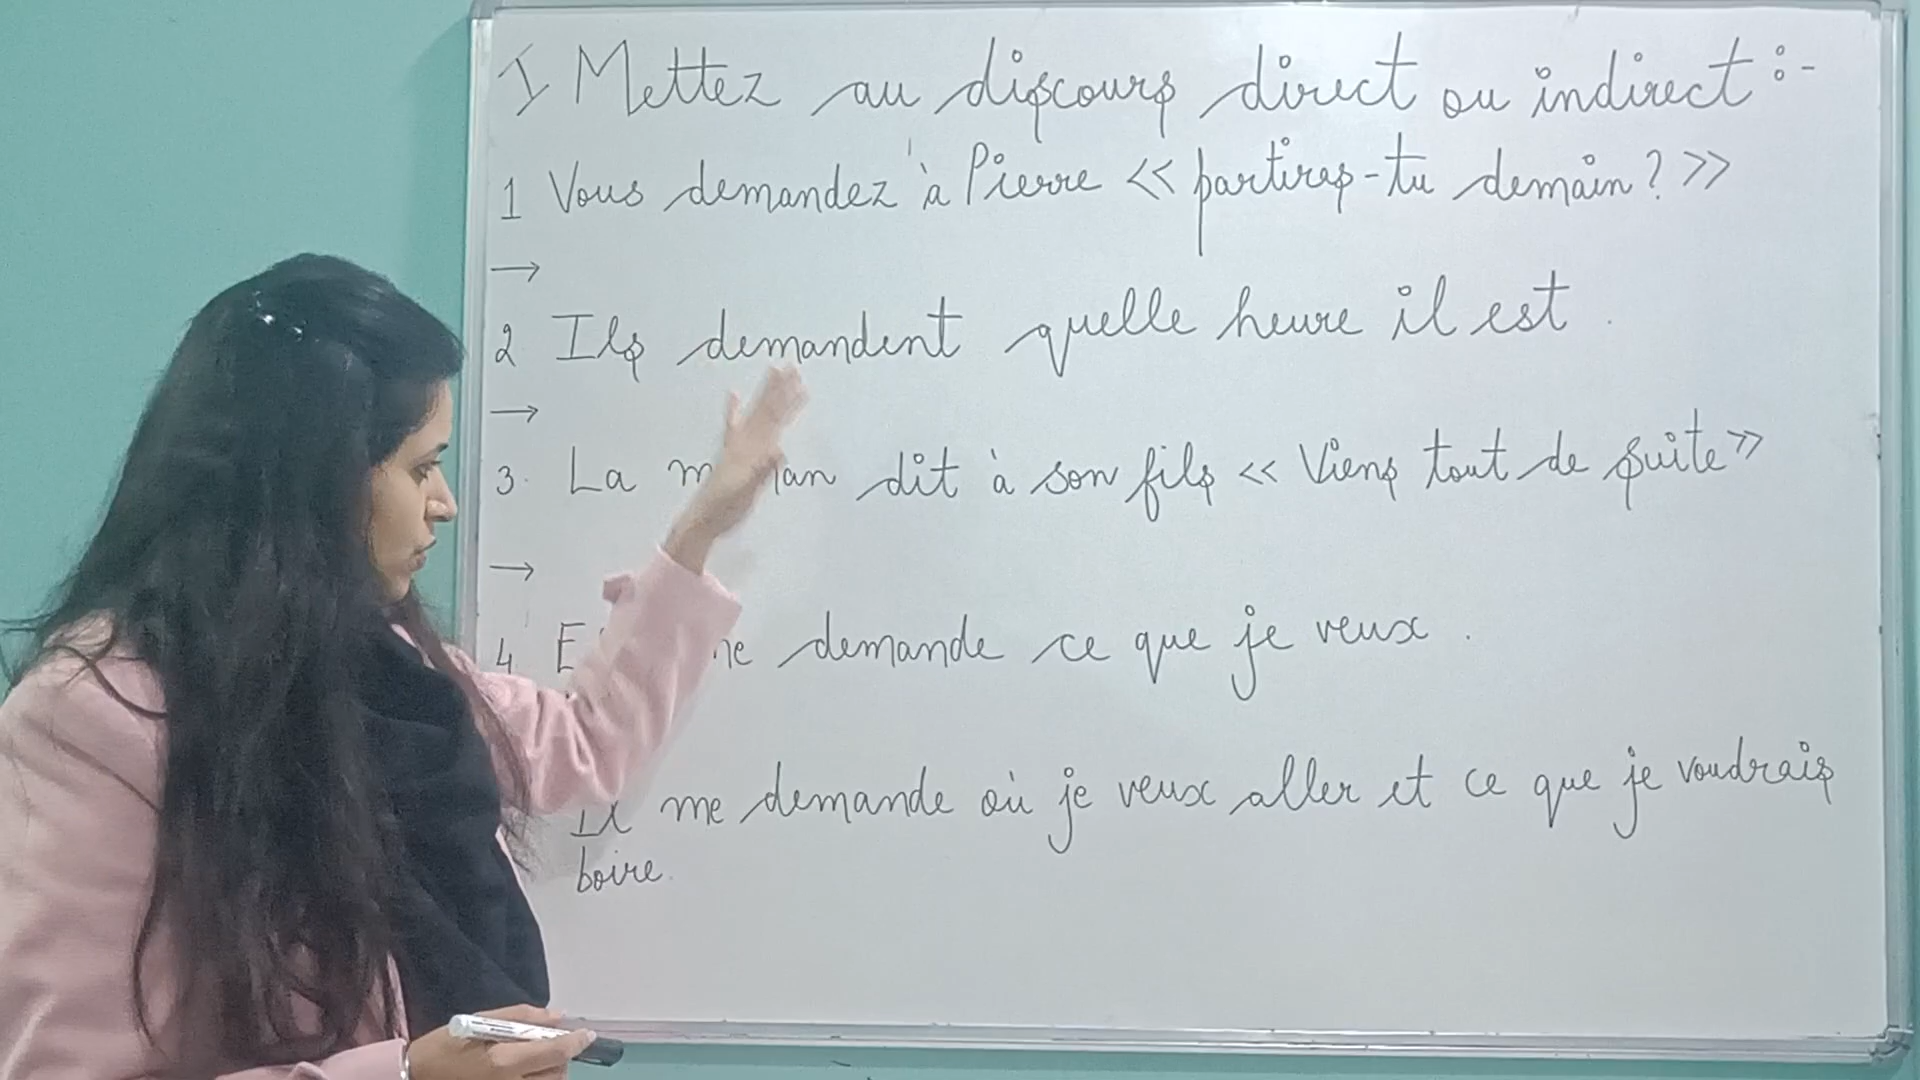 I Mettez au discours direct ou indirect :-
1 Vous demandez à Pierre << partiras-tu demain ? >>
→
2 Ils demandent quelle heure il est .
→
3. La dit à son fils << Viens tout de suite >>
→
4 demande ce que je veux .
Il me demande où je veux aller et ce que je voudrais
boire.